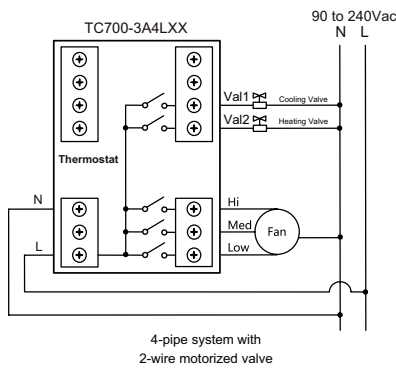 TC700-3A4LXX
90 to 240Vac
N L
Val1 Cooling Valve
Val2 Heating Valve
Thermostat
N
Hi
Med
Fan
L
Low
4-pipe system with
2-wire motorized valve